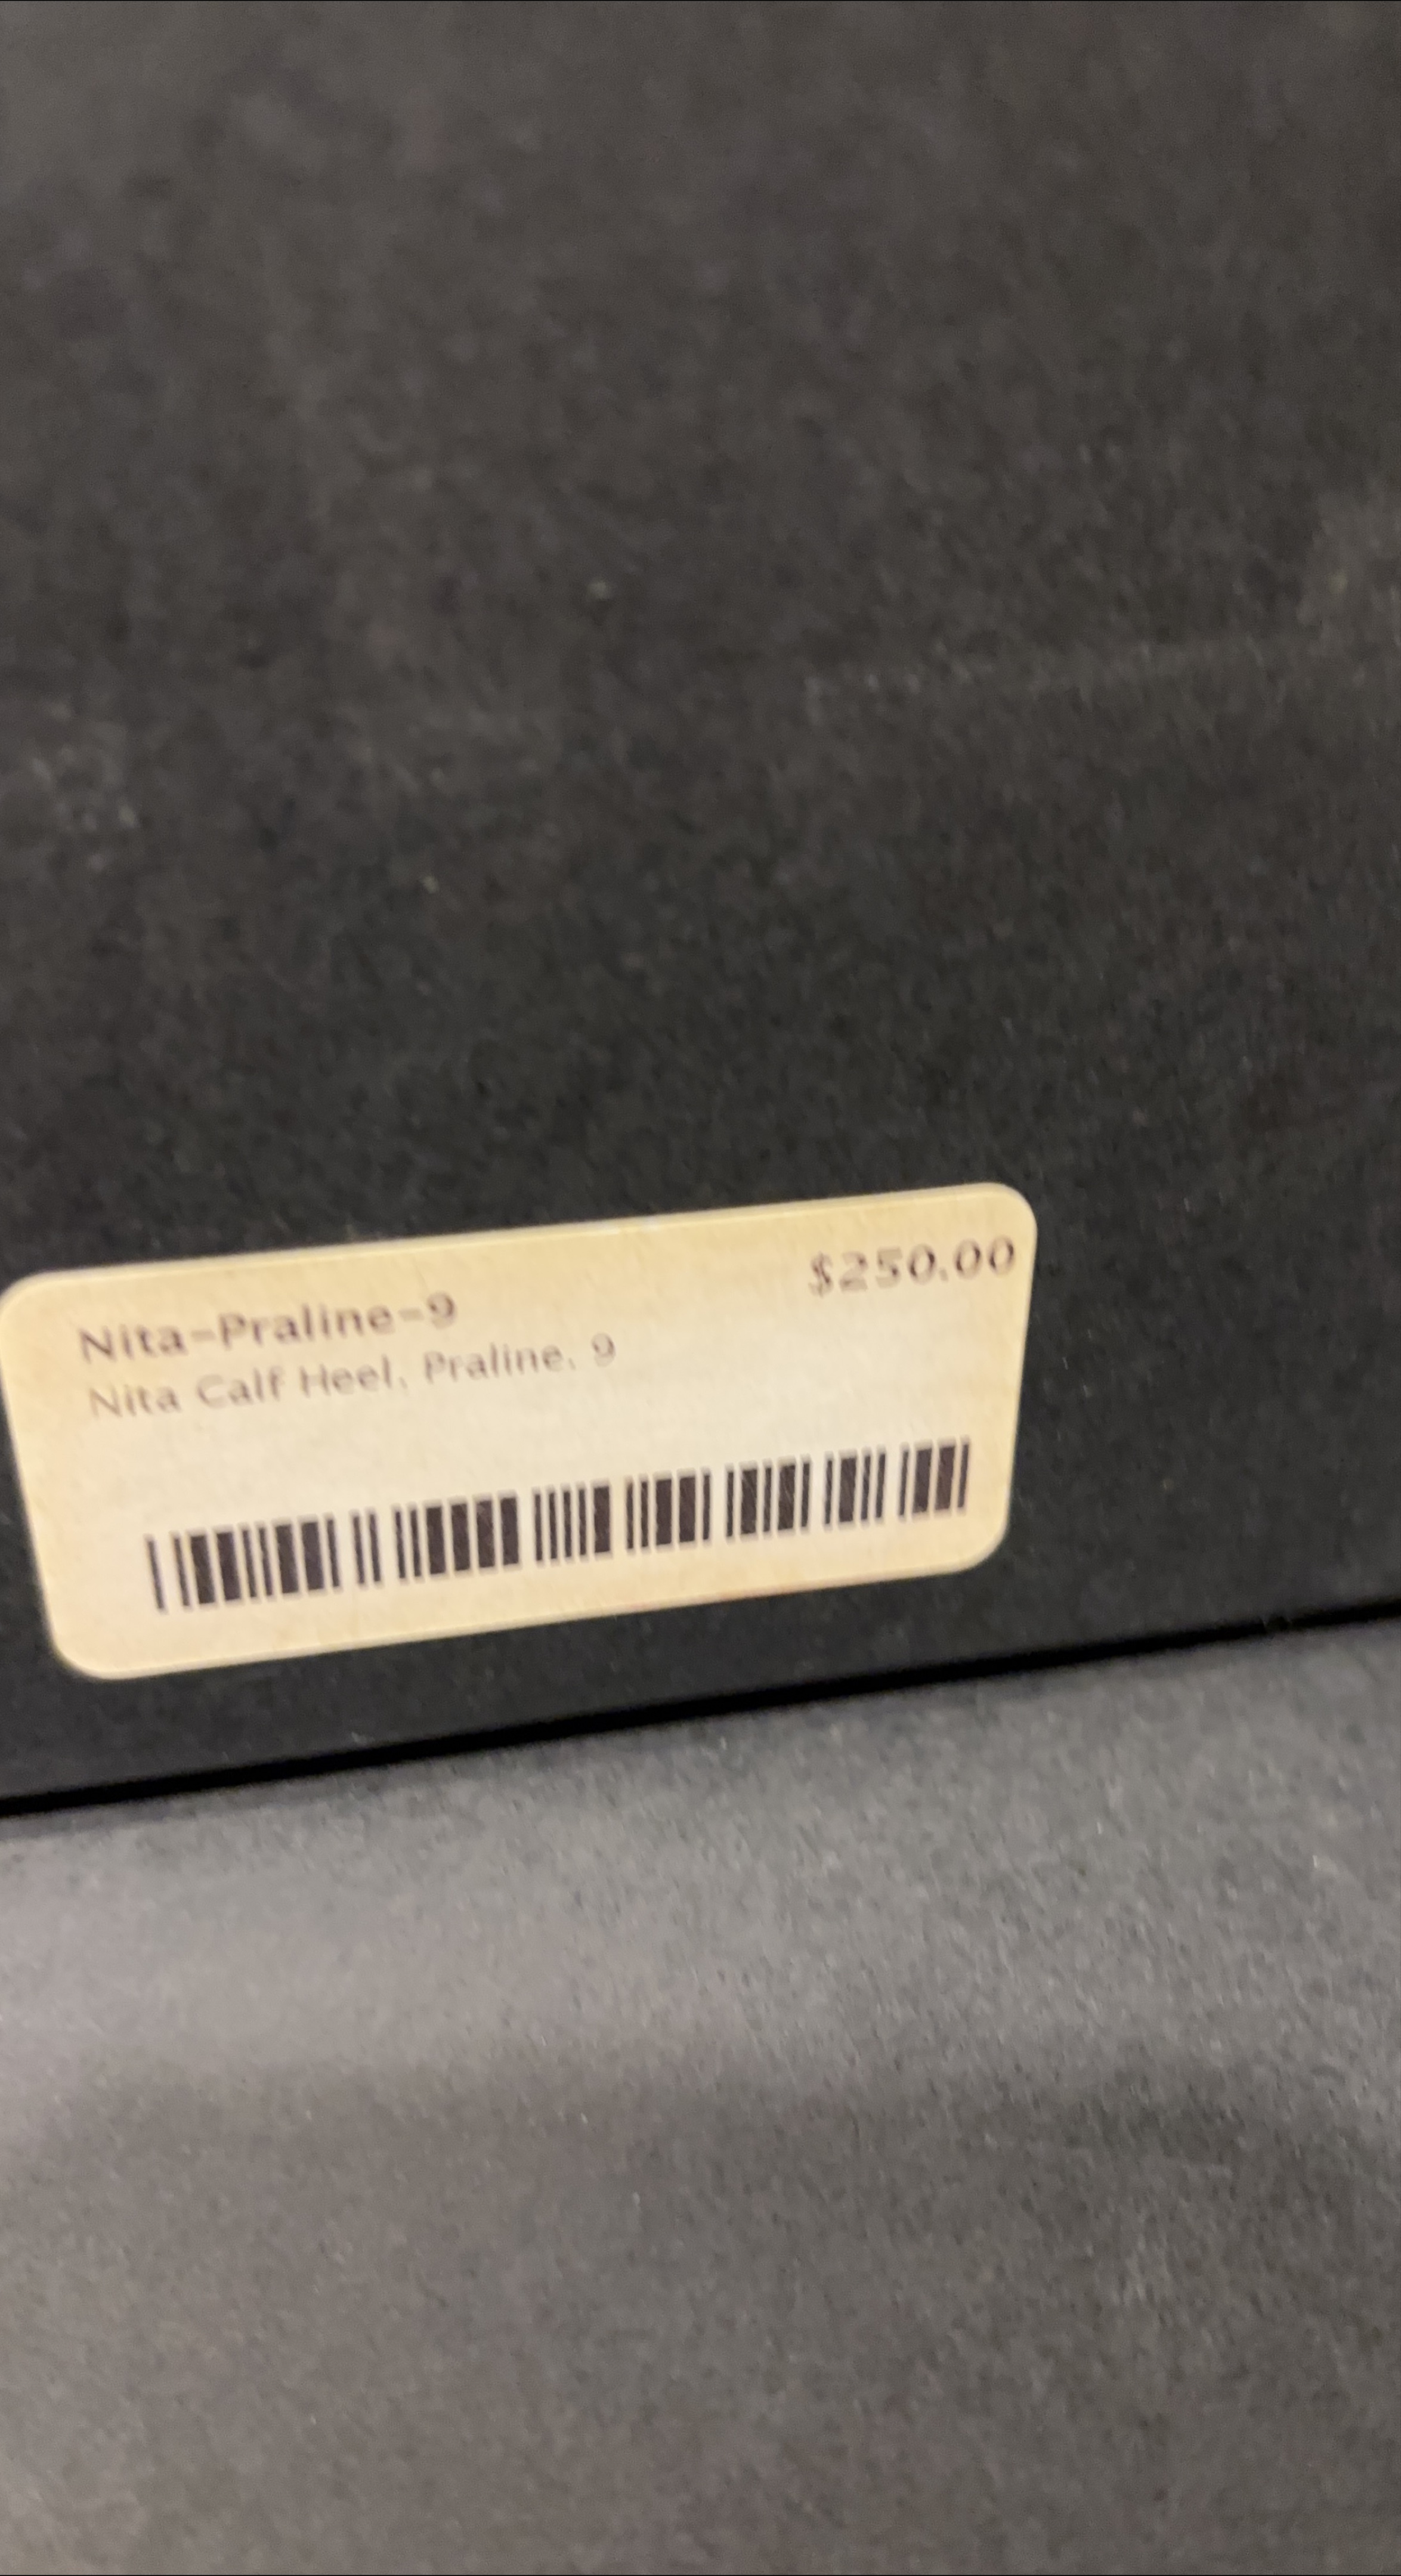 $250.00
Nita-Praline-9
Nita Calf Heel, Praline, 9